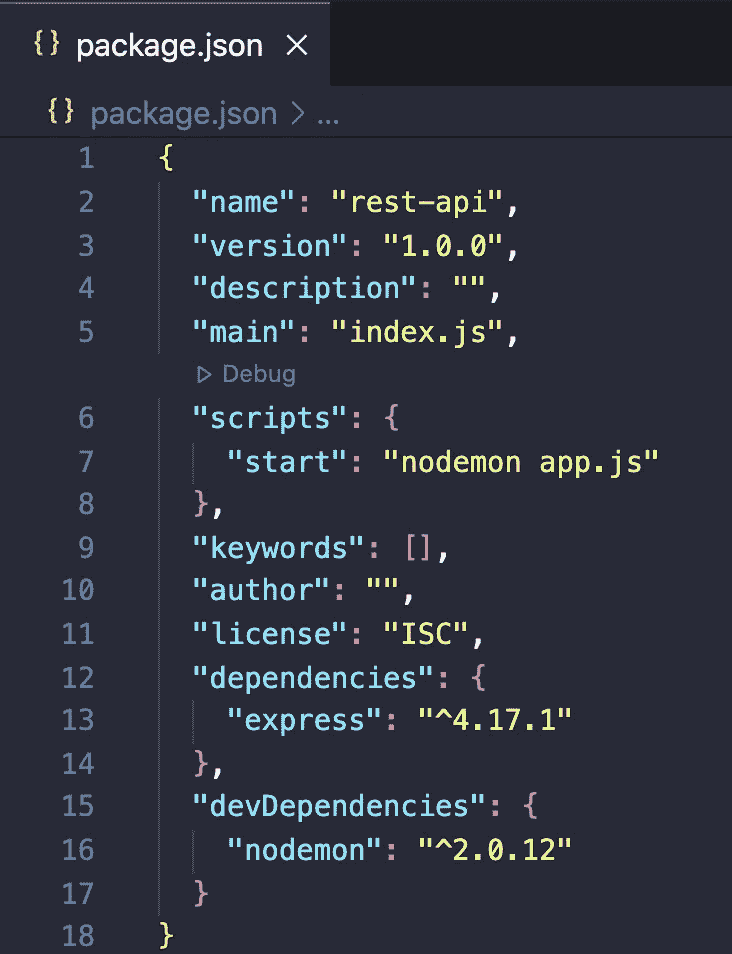 {} package.json ×
{} package.json > ...
1 {
2 "name": "rest-api",
3 "version": "1.0.0",
4 "description": "",
5 "main": "index.js",
Debug
6 "scripts": {
7 "start": "nodemon app.js"
8 },
9 "keywords": [],
10 "author": "",
11 "license": "ISC",
12 "dependencies": {
13 "express": "^4.17.1"
14 },
15 "devDependencies": {
16 "nodemon": "^2.0.12"
17 }
18 }